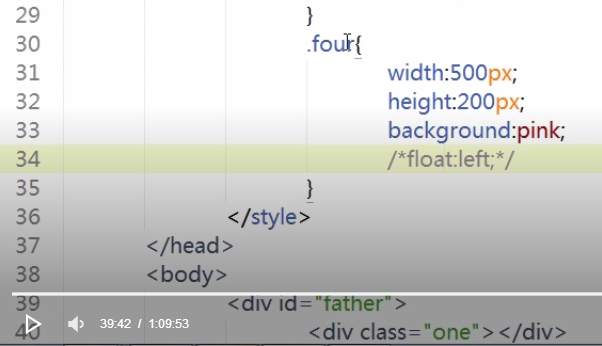 29 }
30 .four{
31 width:500px;
32 height:200px;
33 background:pink;
34 /*float:left;*/
35 }
36 </style>
37 </head>
38 <body>
39 <div id="father">
40 <div class="one"></div>
39:42 / 1:09:53